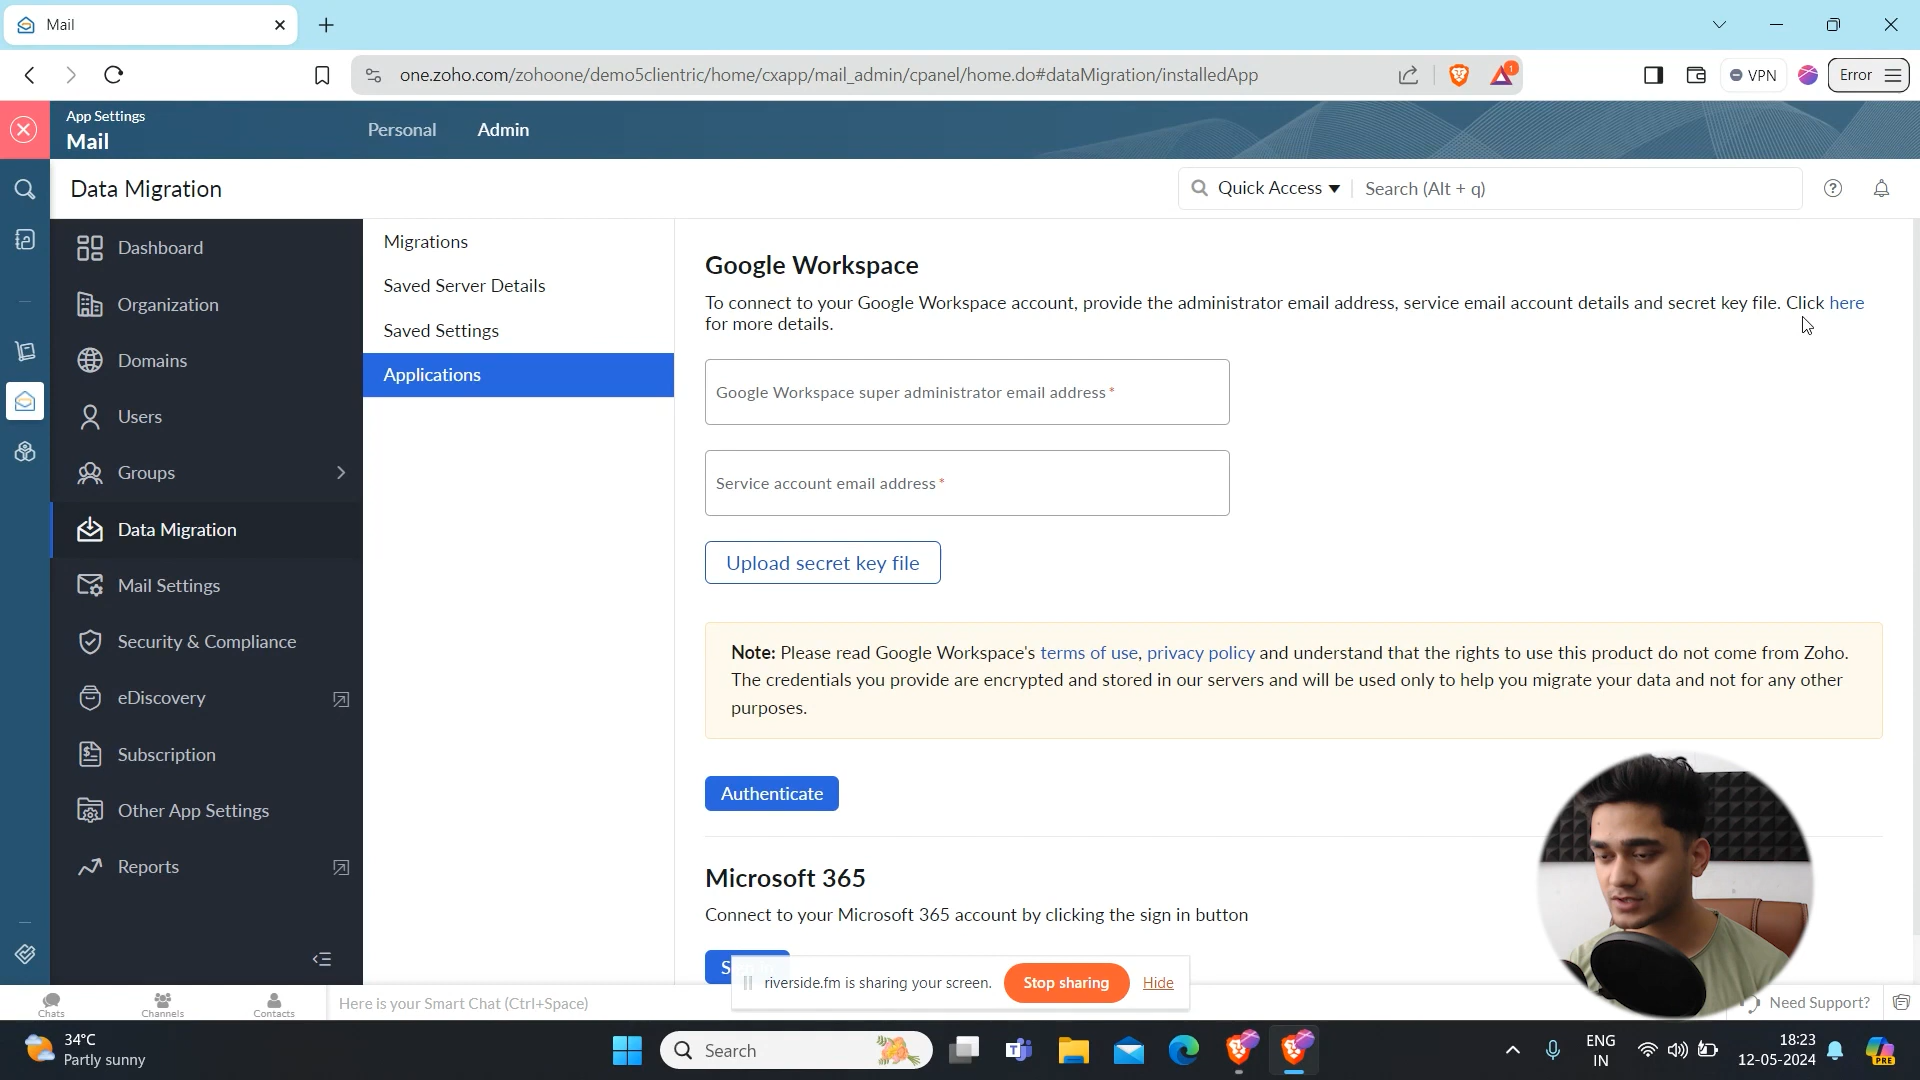 Mail
one.zoho.com/zohoone/demo5clientric/home/cxapp/mail_admin/cpanel/home.do#dataMigration/installedApp
1
VPN
Error
App Settings
Mail
Personal
Admin
Data Migration
Quick Access
Search (Alt + q)
Dashboard
Organization
Domains
Users
Groups
Data Migration
Mail Settings
Security & Compliance
eDiscovery
Subscription
Other App Settings
Reports
Migrations
Saved Server Details
Saved Settings
Applications
Google Workspace
To connect to your Google Workspace account, provide the administrator email address, service email account details and secret key file. Click here
for more details.
Google Workspace super administrator email address *
Service account email address *
Upload secret key file
Note: Please read Google Workspace's terms of use, privacy policy and understand that the rights to use this product do not come from Zoho.
The credentials you provide are encrypted and stored in our servers and will be used only to help you migrate your data and not for any other
purposes.
Authenticate
Microsoft 365
Connect to your Microsoft 365 account by clicking the sign in button
riverside.fm is sharing your screen.
Stop sharing
Hide
Chats
Channels
Contacts
Here is your Smart Chat (Ctrl+Space)
Need Support?
34°C
Partly sunny
Search
ENG
IN
18:23
12-05-2024
PRE